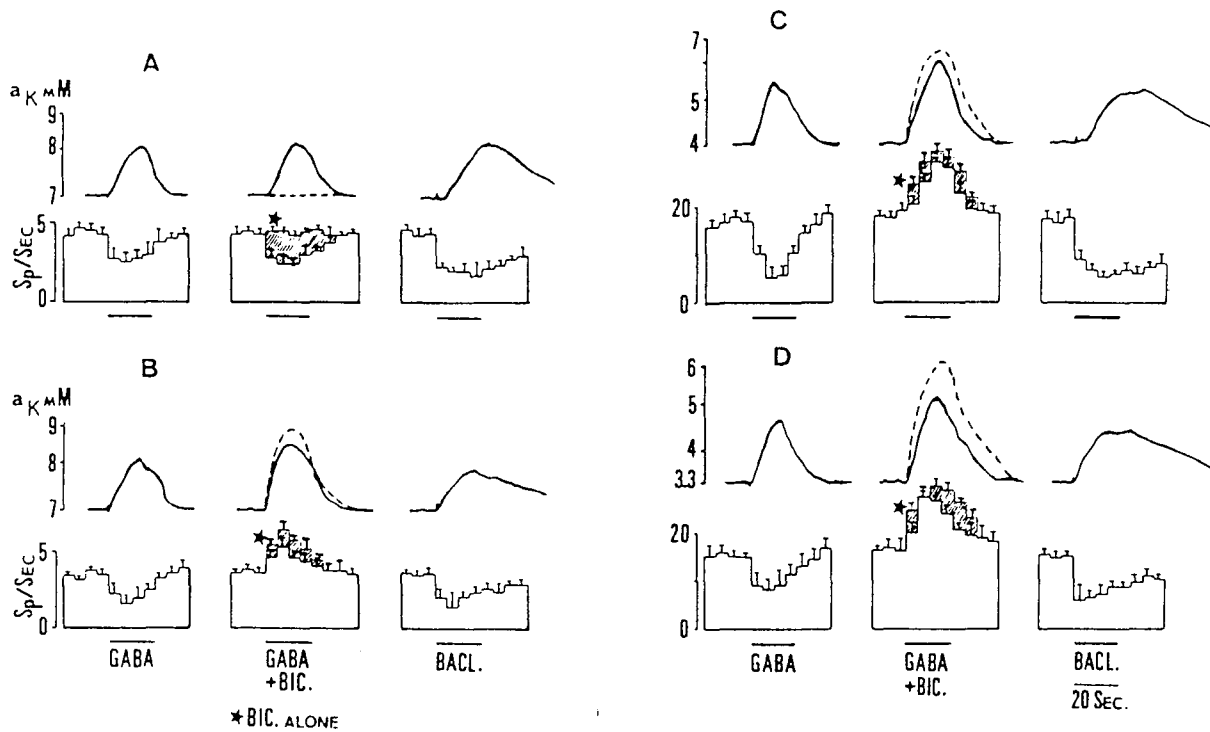 A
a K mM
9
8
7
5
0
Sp/SEC
B
a K mM
9
8
7
5
0
Sp/SEC
GABA
GABA
+BIC.
BACL.
★ BIC. ALONE
C
7
5
4
20
0
D
6
5
4
3.3
20
0
GABA
GABA
+BIC.
BACL.
20 SEC.